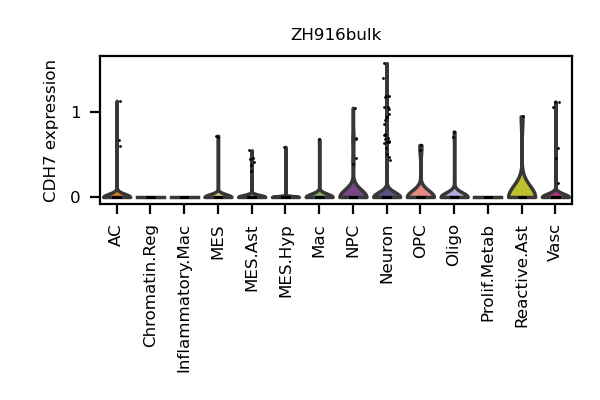 ZH916bulk
CDH7 expression
1
0
AC
Chromatin.Reg
Inflammatory.Mac
MES
MES.Ast
MES.Hyp
Mac
NPC
Neuron
OPC
Oligo
Prolif.Metab
Reactive.Ast
Vasc